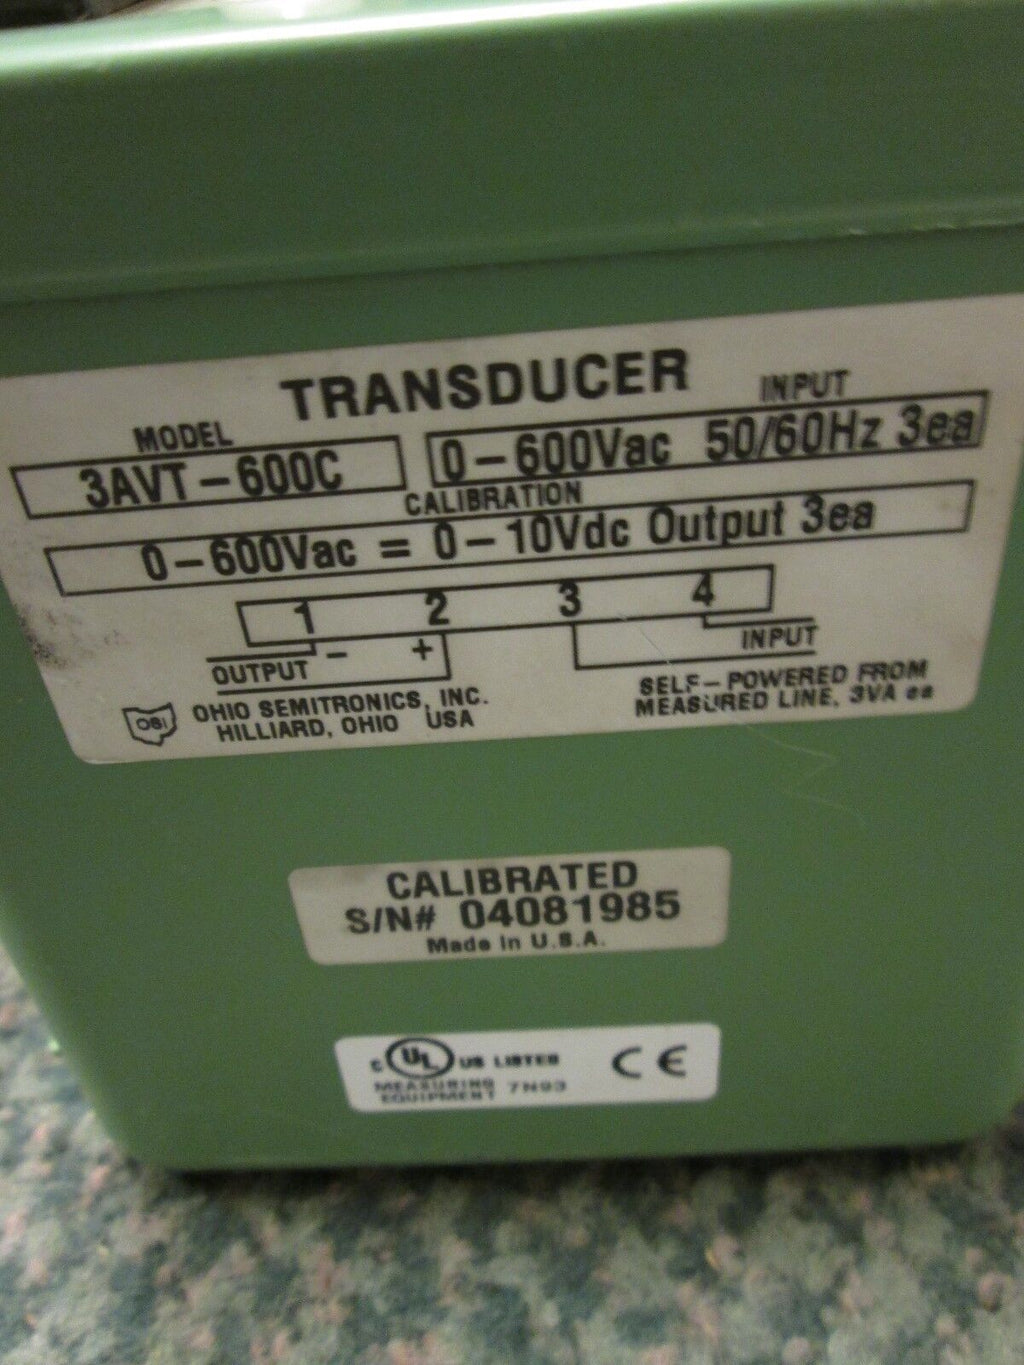 TRANSDUCER
MODEL
INPUT
3AVT-600C
0-600Vac 50/60Hz 3ea
CALIBRATION
0-600Vac = 0-10Vdc Output 3ea
1 2 3 4
OUTPUT - +
INPUT
OSI
OHIO SEMITRONICS, INC.
HILLIARD, OHIO USA
SELF-POWERED FROM
MEASURED LINE, 3VA ea
CALIBRATED
S/N# 04081985
Made in U.S.A.
C UL US LISTED
MEASURING
EQUIPMENT 7N93
CE